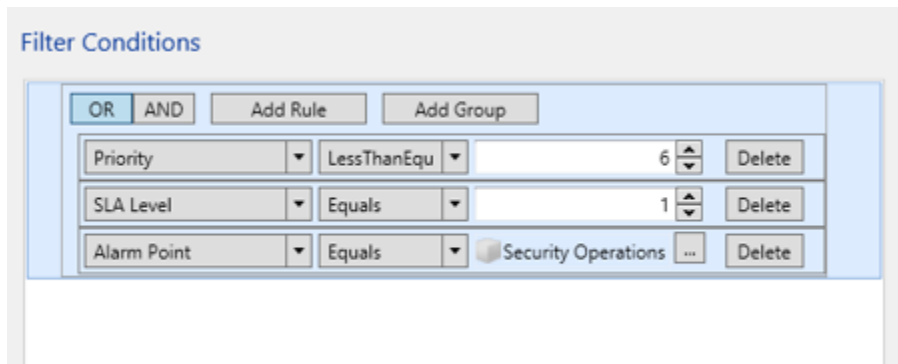 Filter Conditions
OR AND Add Rule Add Group
Priority LessThanEqu 6 Delete
SLA Level Equals 1 Delete
Alarm Point Equals Security Operations ... Delete